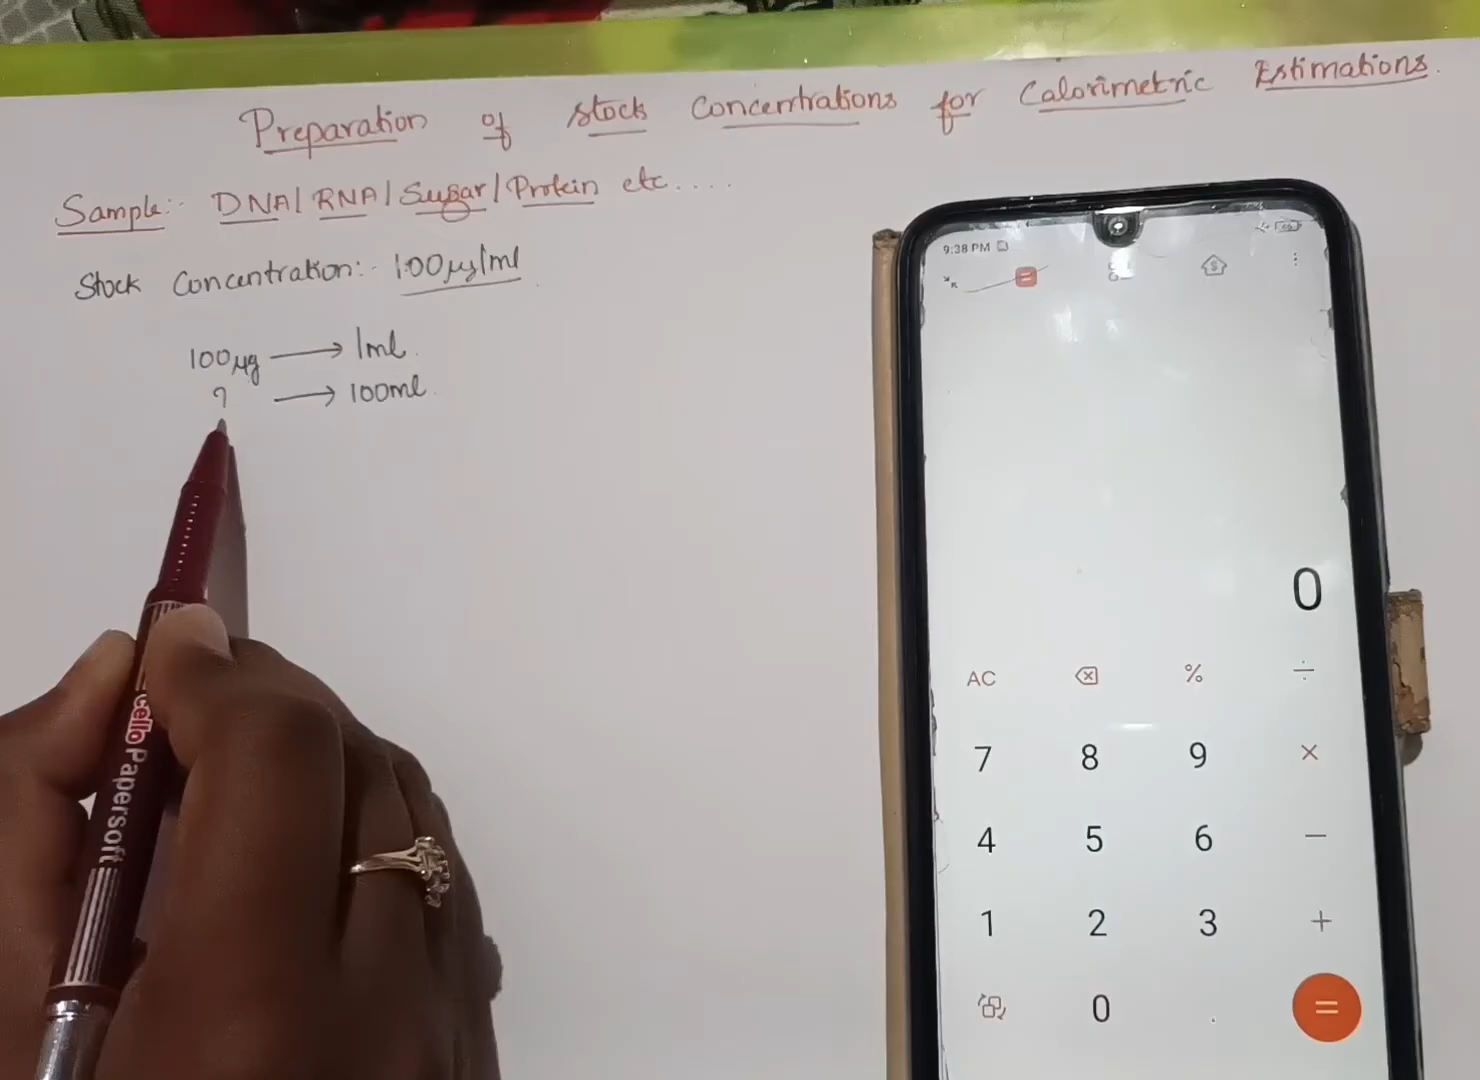 Preparation of stock Concentrations for Calorimetric Estimations.
Sample:- DNA/ RNA/ Sugar/ Protein etc....
Stock Concentration:- 100µg/ml
100µg → 1ml.
? → 100ml.
cello Papersoft
9:38 PM
0
AC % ÷
7 8 9 ×
4 5 6 −
1 2 3 +
0 . =